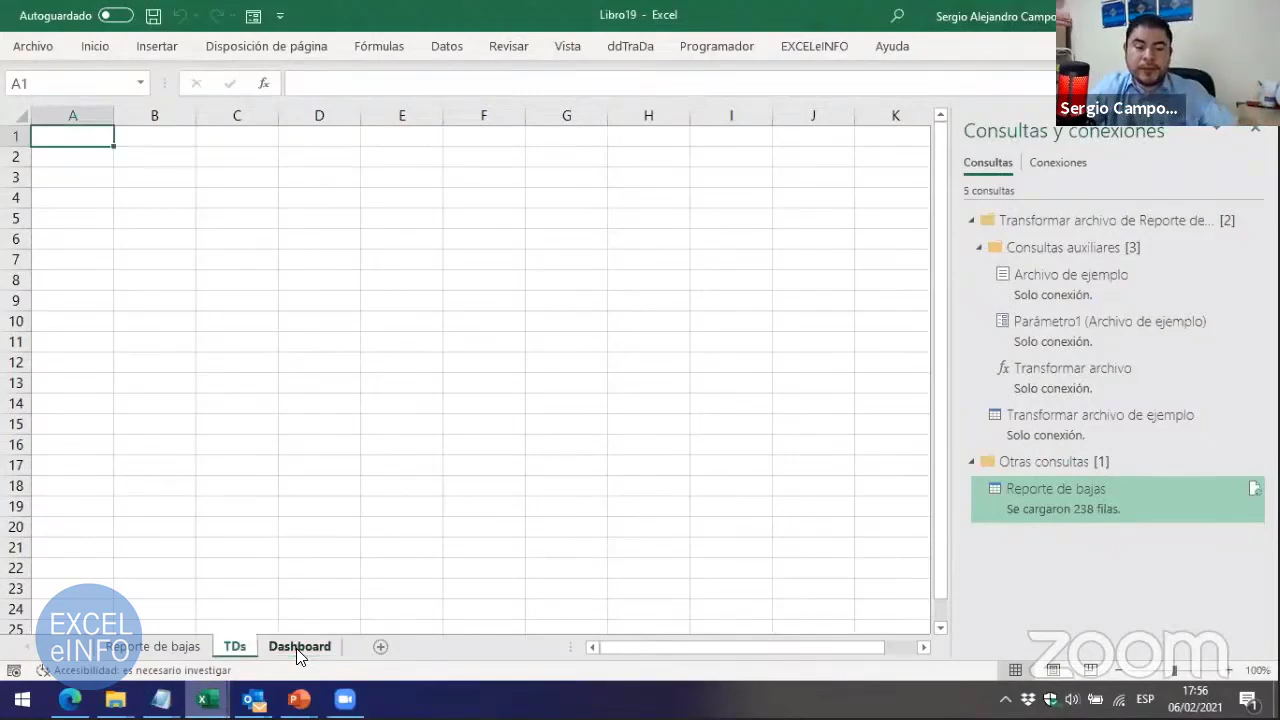 Autoguardado
Libro19 - Excel
Sergio Alejandro Campo
Archivo Inicio Insertar Disposición de página Fórmulas Datos Revisar Vista ddTraDa Programador EXCELeINFO Ayuda
A1
fx
Sergio Campo...
A B C D E F G H I J K
1
2
3
4
5
6
7
8
9
10
11
12
13
14
15
16
17
18
19
20
21
22
23
24
25
Consultas y conexiones
Consultas Conexiones
5 consultas
Transformar archivo de Reporte de... [2]
Consultas auxiliares [3]
Archivo de ejemplo
Solo conexión.
Parámetro1 (Archivo de ejemplo)
Solo conexión.
fx Transformar archivo
Solo conexión.
Transformar archivo de ejemplo
Solo conexión.
Otras consultas [1]
Reporte de bajas
Se cargaron 238 filas.
EXCEL
eINFO
Reporte de bajas TDs Dashboard
Accesibilidad: es necesario investigar
zoom
100%
ESP
17:56
06/02/2021
1